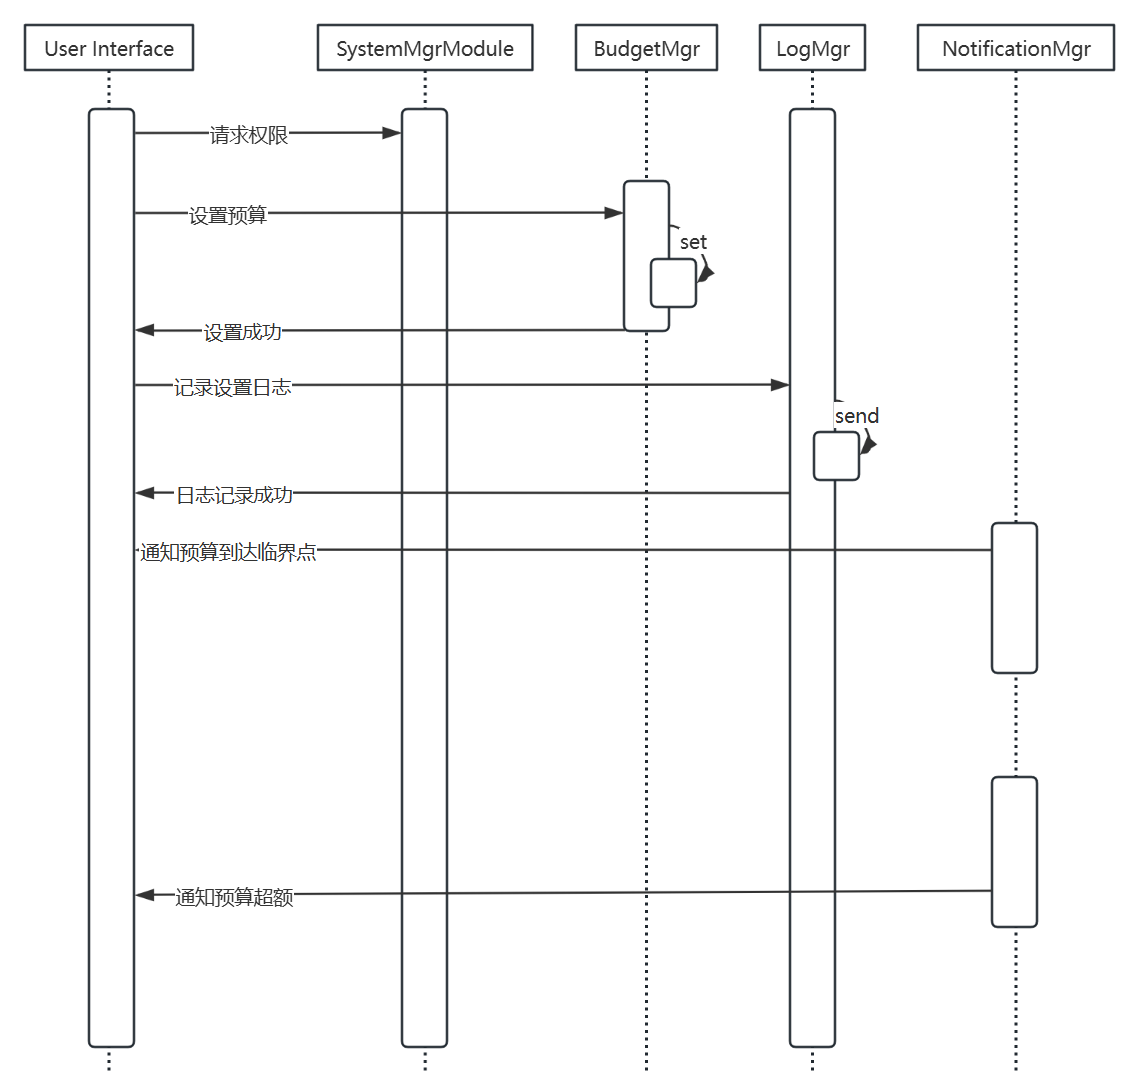 User Interface
SystemMgrModule
BudgetMgr
LogMgr
NotificationMgr
请求权限
设置预算
set
设置成功
记录设置日志
send
日志记录成功
通知预算到达临界点
通知预算超额